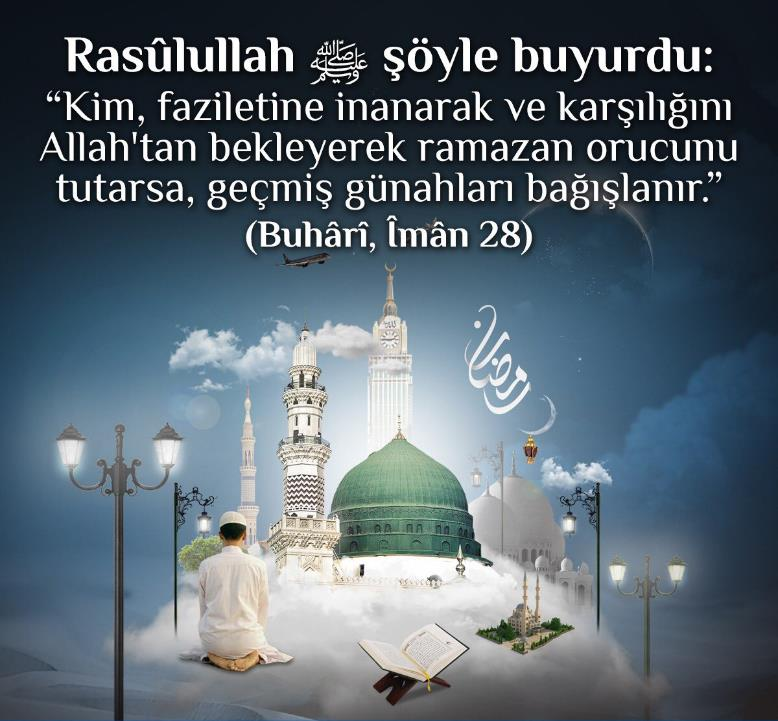 Rasûlullah ﷺ şöyle buyurdu:
“Kim, faziletine inanarak ve karşılığını
Allah'tan bekleyerek ramazan orucunu
tutarsa, geçmiş günahları bağışlanır.”
(Buhârî, Îmân 28)
رمضان